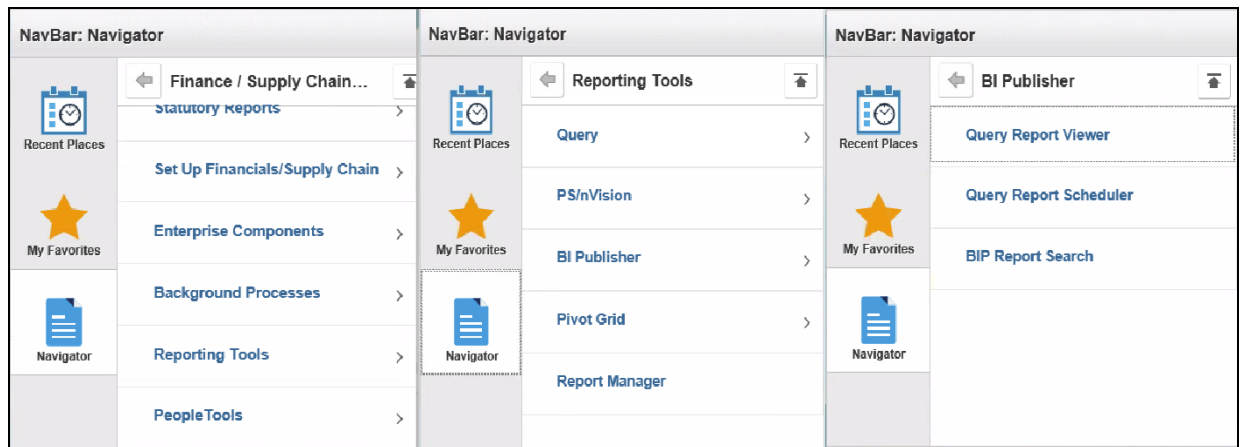 NavBar: Navigator
Finance / Supply Chain...
Recent Places
My Favorites
Navigator
Statutory Reports
Set Up Financials/Supply Chain
Enterprise Components
Background Processes
Reporting Tools
PeopleTools
NavBar: Navigator
Reporting Tools
Recent Places
My Favorites
Navigator
Query
PS/nVision
BI Publisher
Pivot Grid
Report Manager
NavBar: Navigator
BI Publisher
Recent Places
My Favorites
Navigator
Query Report Viewer
Query Report Scheduler
BIP Report Search